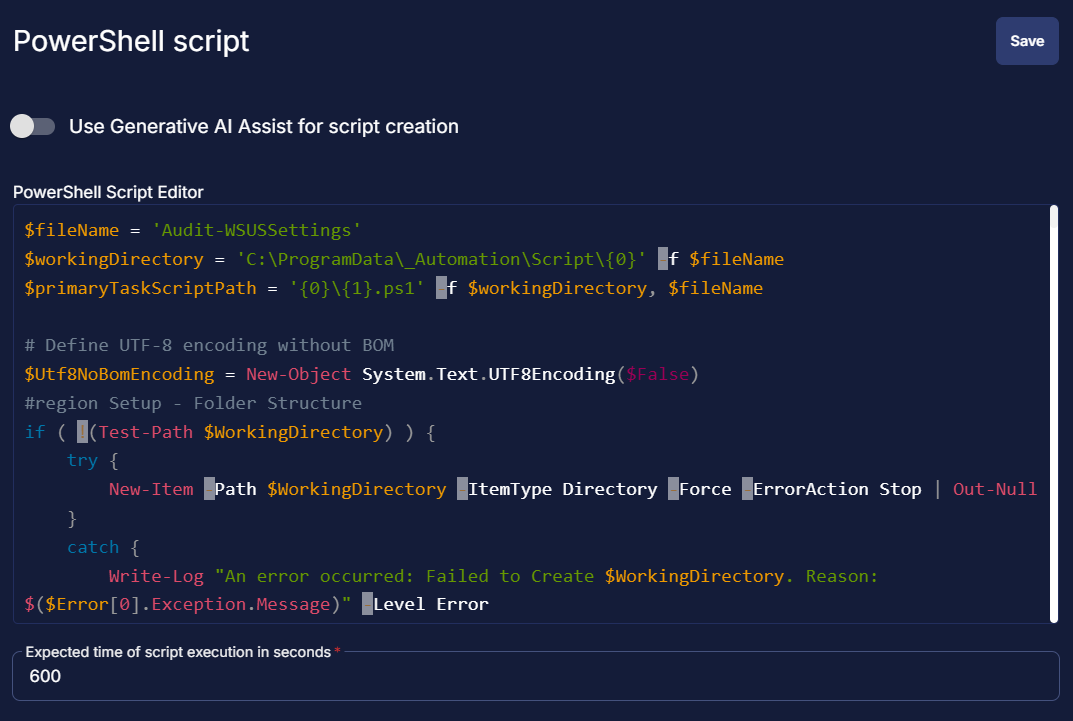 PowerShell script
Save
Use Generative AI Assist for script creation
PowerShell Script Editor
$fileName = 'Audit-WSUSSettings'
$workingDirectory = 'C:\ProgramData\_Automation\Script\{0}' -f $fileName
$primaryTaskScriptPath = '{0}\{1}.ps1' -f $workingDirectory, $fileName
# Define UTF-8 encoding without BOM
$Utf8NoBomEncoding = New-Object System.Text.UTF8Encoding($False)
#region Setup - Folder Structure
if ( !(Test-Path $WorkingDirectory) ) {
    try {
        New-Item -Path $WorkingDirectory -ItemType Directory -Force -ErrorAction Stop | Out-Null
    }
    catch {
        Write-Log "An error occurred: Failed to Create $WorkingDirectory. Reason:
$($Error[0].Exception.Message)" -Level Error
Expected time of script execution in seconds *
600